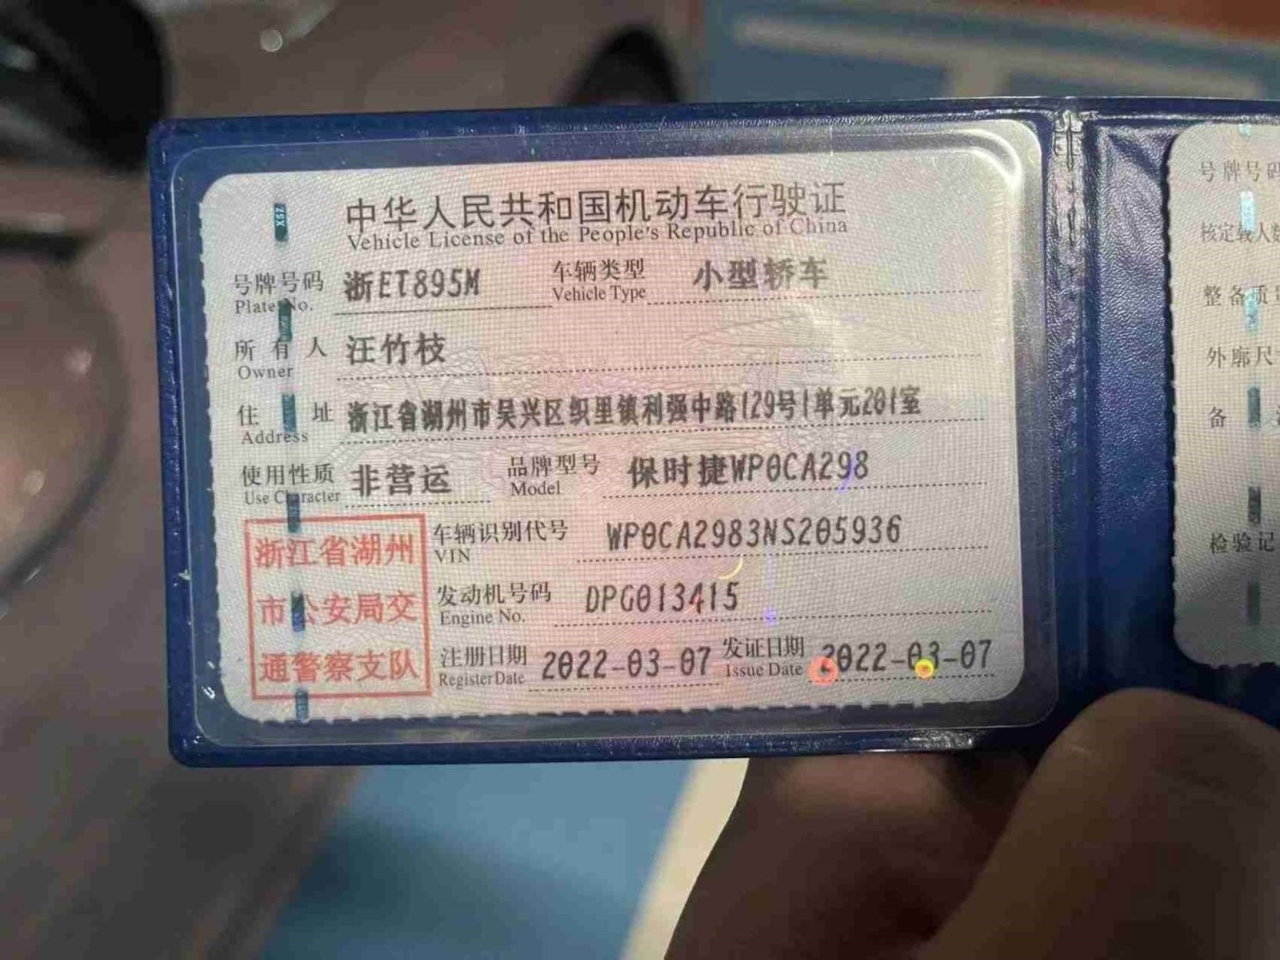 中华人民共和国机动车行驶证
Vehicle License of the People's Republic of China
号牌号码 浙ET895M 车辆类型 小型轿车
Plate No. Vehicle Type
所有人 汪竹枝
Owner
住址 浙江省湖州市吴兴区织里镇利强中路129号1单元201室
Address
使用性质 非营运 品牌型号 保时捷WP0CA298
Use Character Model
浙江省湖州
市公安局交
通警察支队
车辆识别代号 WP0CA2983NS205936
VIN
发动机号码 DPG013415
Engine No.
注册日期 2022-03-07 发证日期 2022-03-07
Register Date Issue Date
号牌号码
核定载人
整备质
外廓尺
备
检验记